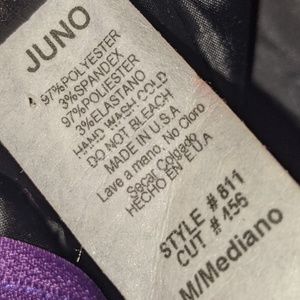 JUNO
97%POLYESTER
3%SPANDEX
97%POLIESTER
3%ELASTANO
HAND WASH COLD
DO NOT BLEACH
MADE IN U.S.A
Lave a mano, No Cloro
Secar Colgado
HECHO EN E.U.A
STYLE # 811
CUT # 456
M/Mediano